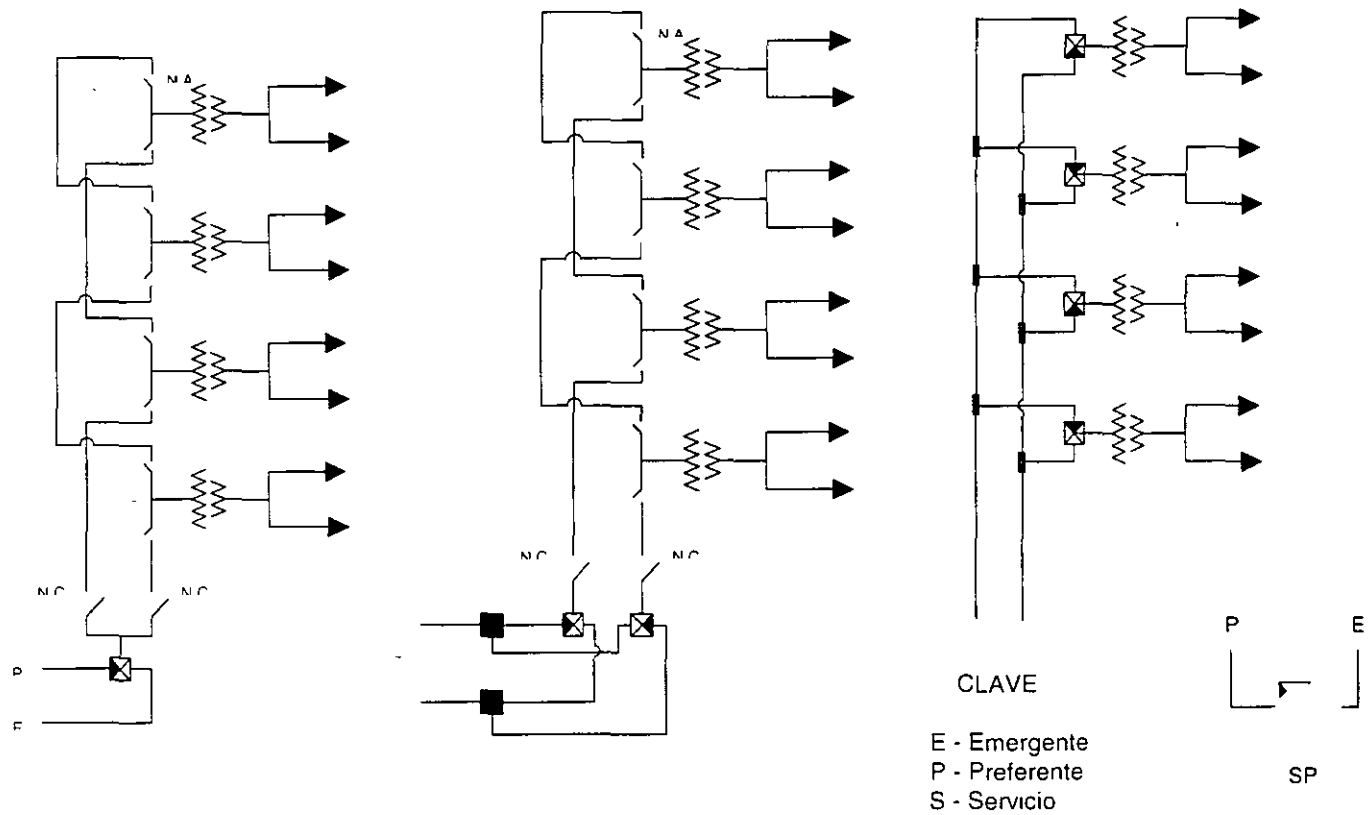 N A
N A
N C
N C
N C
N C
P
E
P E
CLAVE
E - Emergente
P - Preferente
S - Servicio
SP